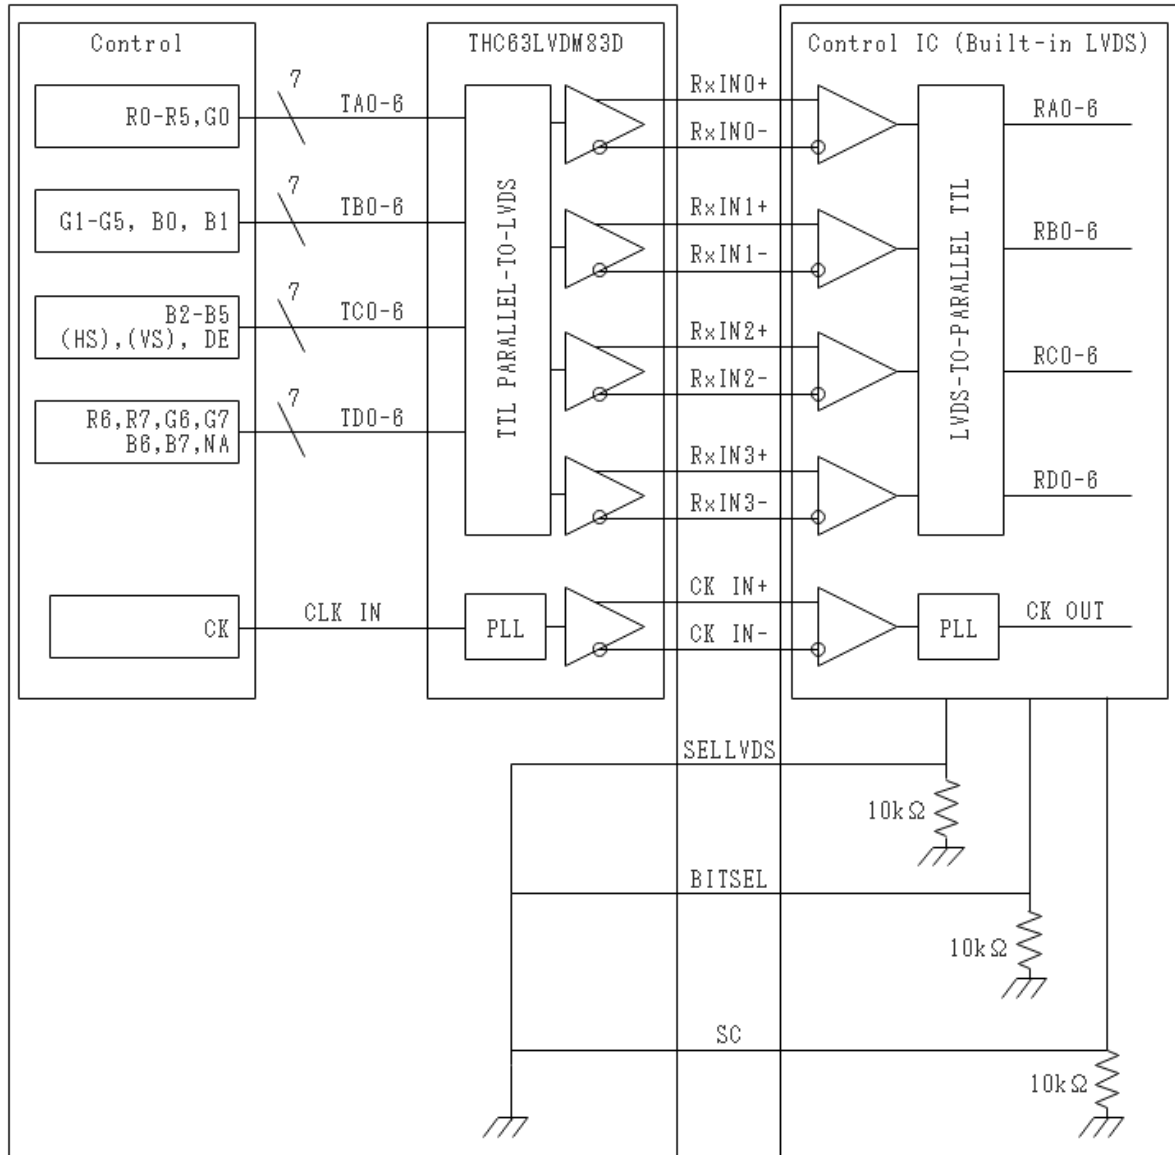 Control
THC63LVDM83D
Control IC (Built-in LVDS)
R0-R5,G0
7
TA0-6
RxIN0+
RxIN0-
RA0-6
G1-G5, B0, B1
7
TB0-6
RxIN1+
RxIN1-
RB0-6
B2-B5
(HS),(VS), DE
7
TC0-6
RxIN2+
RxIN2-
RC0-6
R6,R7,G6,G7
B6,B7,NA
7
TD0-6
RxIN3+
RxIN3-
RD0-6
TTL PARALLEL-TO-LVDS
LVDS-TO-PARALLEL TTL
CK
CLK IN
PLL
CK IN+
CK IN-
PLL
CK OUT
SELLVDS
10kΩ
BITSEL
10kΩ
SC
10kΩ